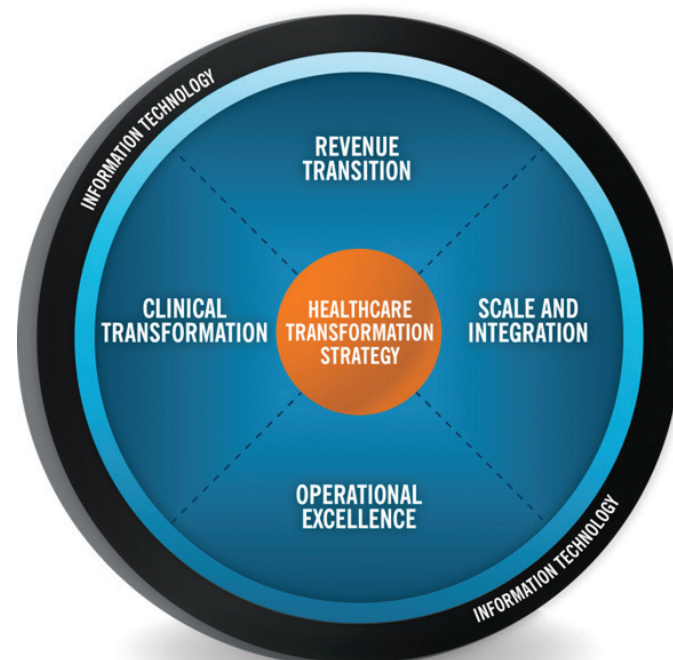 INFORMATION TECHNOLOGY
REVENUE
TRANSITION
CLINICAL
TRANSFORMATION
HEALTHCARE
TRANSFORMATION
STRATEGY
SCALE AND
INTEGRATION
OPERATIONAL
EXCELLENCE
INFORMATION TECHNOLOGY